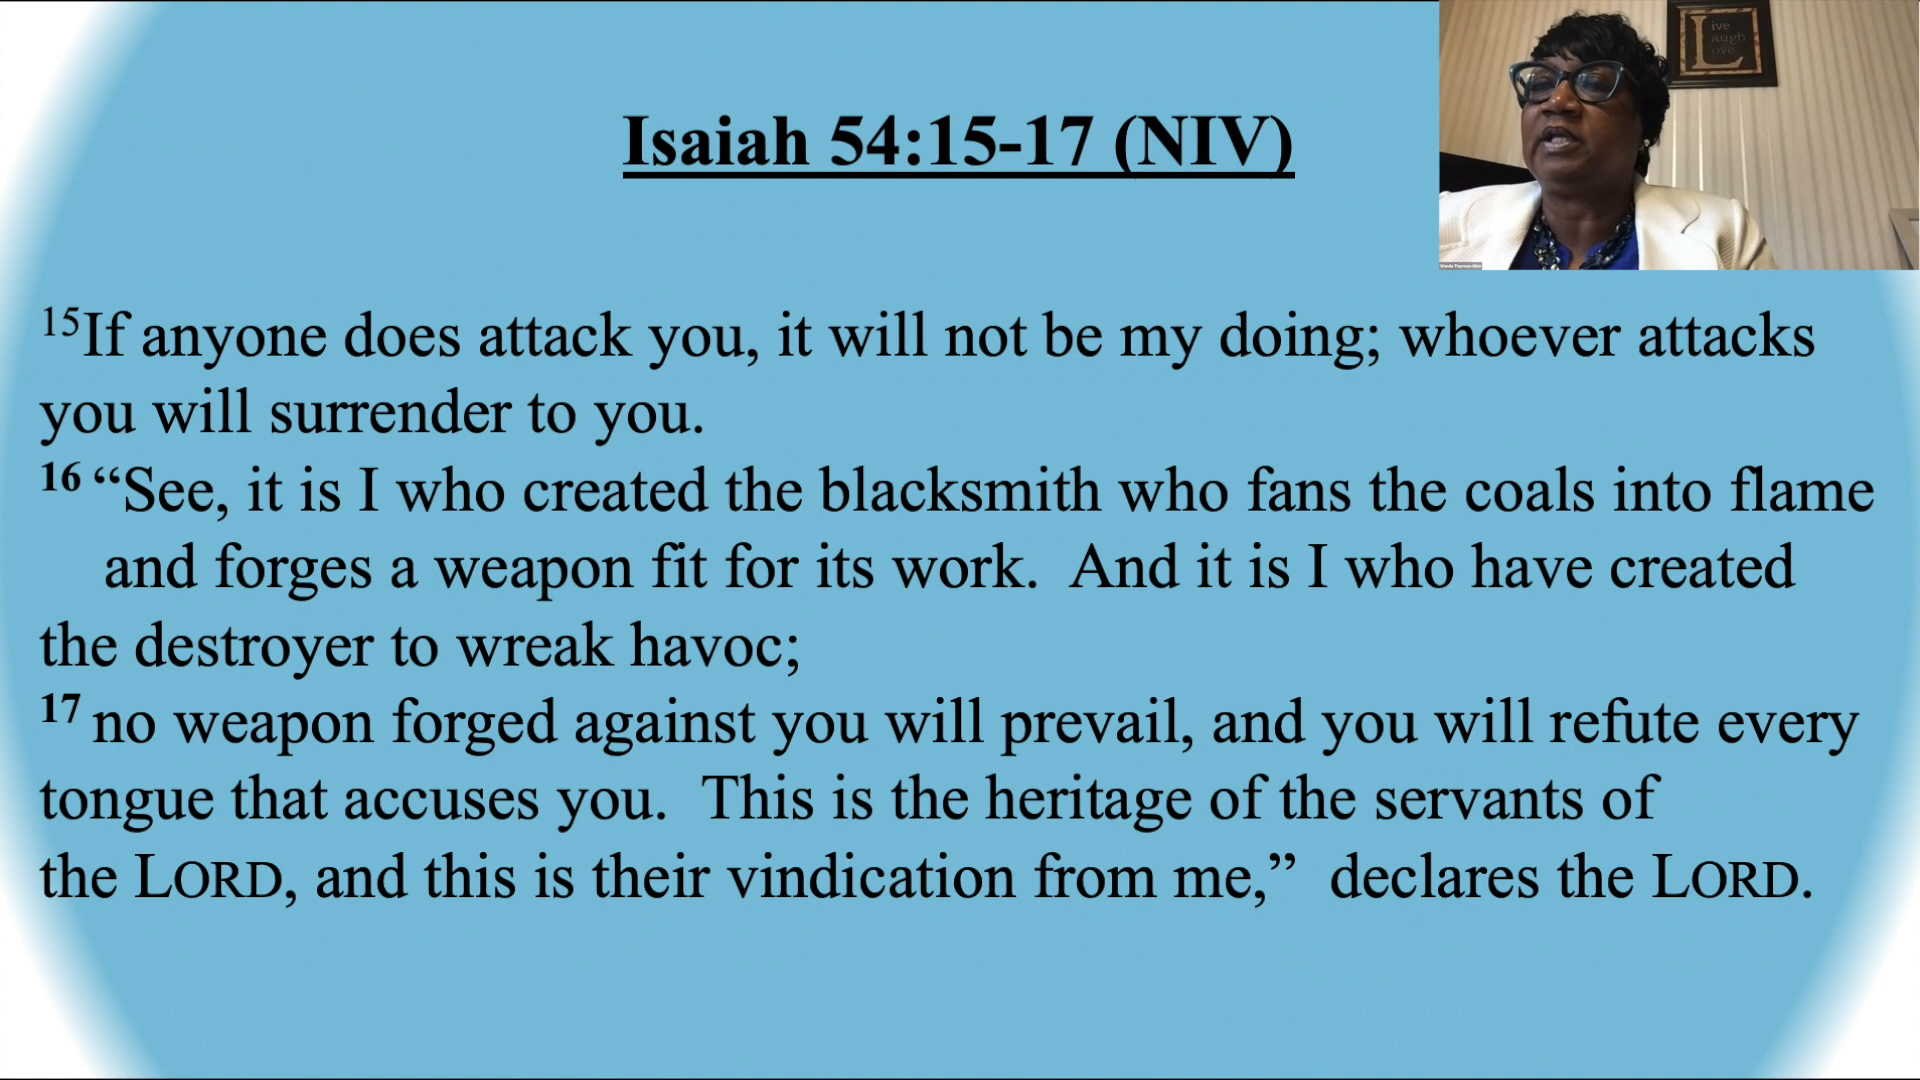 Isaiah 54:15-17 (NIV)
Live
Laugh
Love
15If anyone does attack you, it will not be my doing; whoever attacks
you will surrender to you.
16 “See, it is I who created the blacksmith who fans the coals into flame
and forges a weapon fit for its work.  And it is I who have created
the destroyer to wreak havoc;
17 no weapon forged against you will prevail, and you will refute every
tongue that accuses you.  This is the heritage of the servants of
the LORD, and this is their vindication from me,”  declares the LORD.